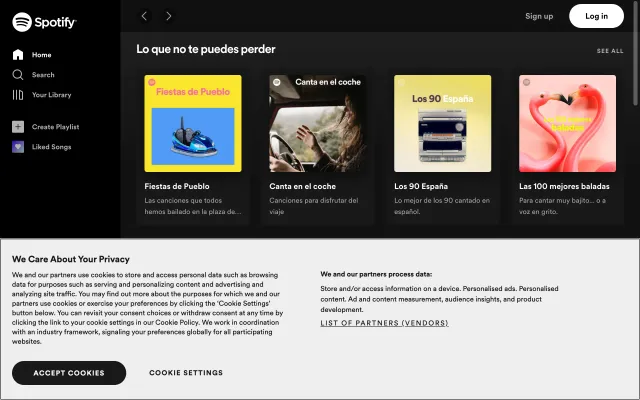 Spotify
Home
Search
Your Library
Create Playlist
Liked Songs
Sign up
Log in
Lo que no te puedes perder
SEE ALL
Fiestas de Pueblo
Canta en el coche
Los 90 España
baladas
Fiestas de Pueblo
Las canciones que todos
hemos bailado en la plaza de...
Canta en el coche
Canciones para disfrutar del
viaje
Los 90 España
Lo mejor de los 90 cantado en
español.
Las 100 mejores baladas
Para cantar muy bajito... o a
voz en grito.
We Care About Your Privacy
We and our partners use cookies to store and access personal data such as browsing
data for purposes such as serving and personalizing content and advertising and
analyzing site traffic. You may find out more about the purposes for which we and our
partners use cookies or exercise your preferences by clicking the 'Cookie Settings'
button below. You can revisit your consent choices or withdraw consent at any time by
clicking the link to your cookie settings in our Cookie Policy. We work in coordination
with an industry framework, signaling your preferences globally for all participating
websites.
We and our partners process data:
Store and/or access information on a device. Personalised ads. Personalised
content. Ad and content measurement, audience insights, and product
development.
LIST OF PARTNERS (VENDORS)
ACCEPT COOKIES
COOKIE SETTINGS